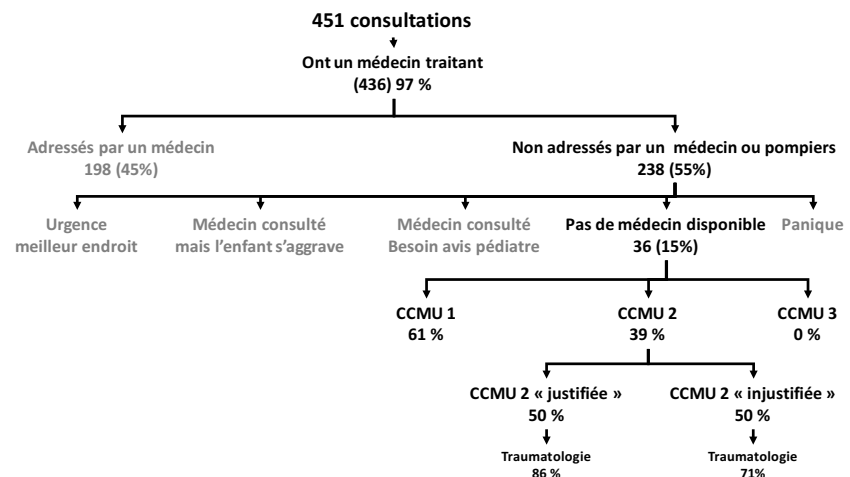 451 consultations
Ont un médecin traitant
(436) 97 %
Adressés par un médecin
198 (45%)
Non adressés par un médecin ou pompiers
238 (55%)
Urgence
meilleur endroit
Médecin consulté
mais l'enfant s'aggrave
Médecin consulté
Besoin avis pédiatre
Pas de médecin disponible
36 (15%)
Panique
CCMU 1
61 %
CCMU 2
39 %
CCMU 3
0 %
CCMU 2 « justifiée »
50 %
CCMU 2 « injustifiée »
50 %
Traumatologie
86 %
Traumatologie
71%